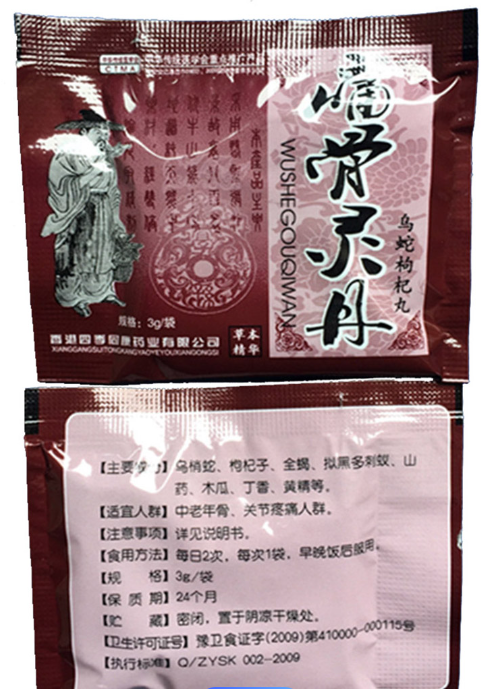 CTMA
痛骨灵丹
WUSHEGOUQIWAN
乌蛇枸杞丸
规格：3g/袋
香港四季同康药业有限公司
XIANGGANGSIJITONGKANGYAOYEYOUXIANGONGSI
草本
精华
乌梢蛇、枸杞子、全蝎、拟黑多刺蚁、山
药、木瓜、丁香、黄精等。
【适宜人群】中老年骨、关节疼痛人群。
【注意事项】详见说明书。
【食用方法】每日2次，每次1袋，早晚饭后服用。
【规 格】3g/袋
【保 质 期】24个月
【贮 藏】密闭，置于阴凉干燥处。
【卫生许可证号】豫卫食证字(2009)第410000-000115号
【执行标准】Q/ZYSK 002-2009